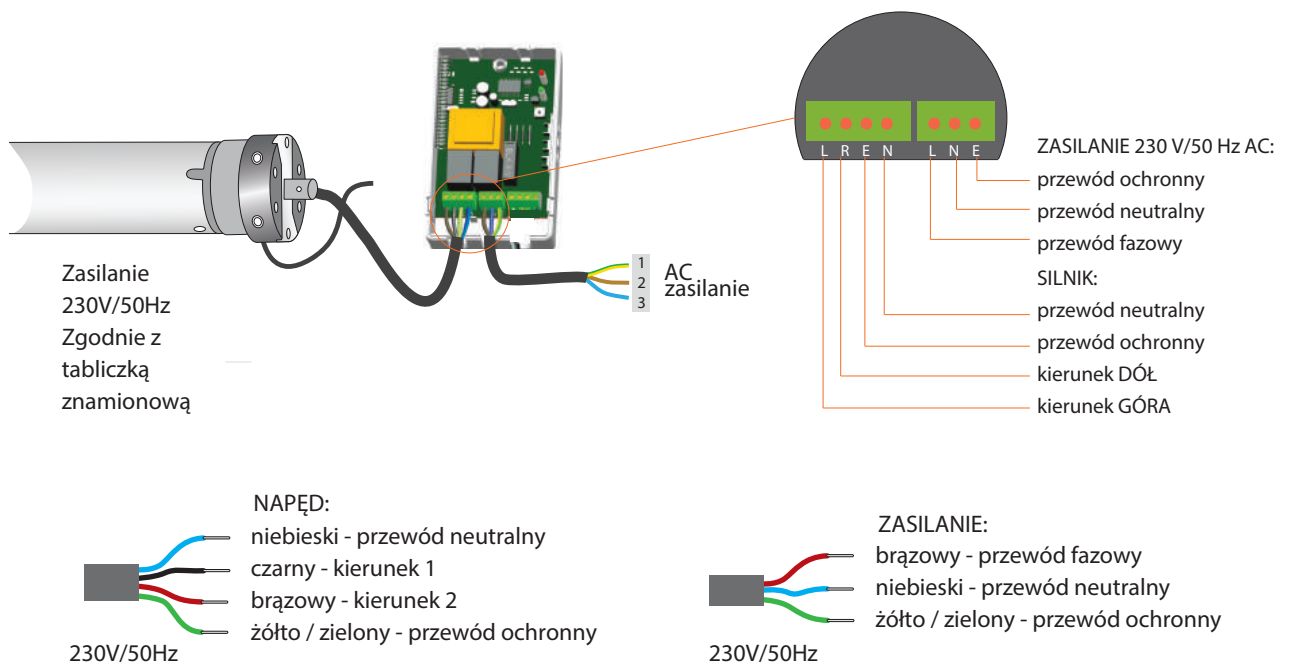 L R E N L N E
ZASILANIE 230 V/50 Hz AC:
przewód ochronny
przewód neutralny
przewód fazowy
SILNIK:
przewód neutralny
przewód ochronny
kierunek DÓŁ
kierunek GÓRA
Zasilanie
230V/50Hz
Zgodnie z
tabliczką
znamionową
1
2
3
AC
zasilanie
NAPĘD:
niebieski - przewód neutralny
czarny - kierunek 1
brązowy - kierunek 2
żółto / zielony - przewód ochronny
230V/50Hz
ZASILANIE:
brązowy - przewód fazowy
niebieski - przewód neutralny
żółto / zielony - przewód ochronny
230V/50Hz